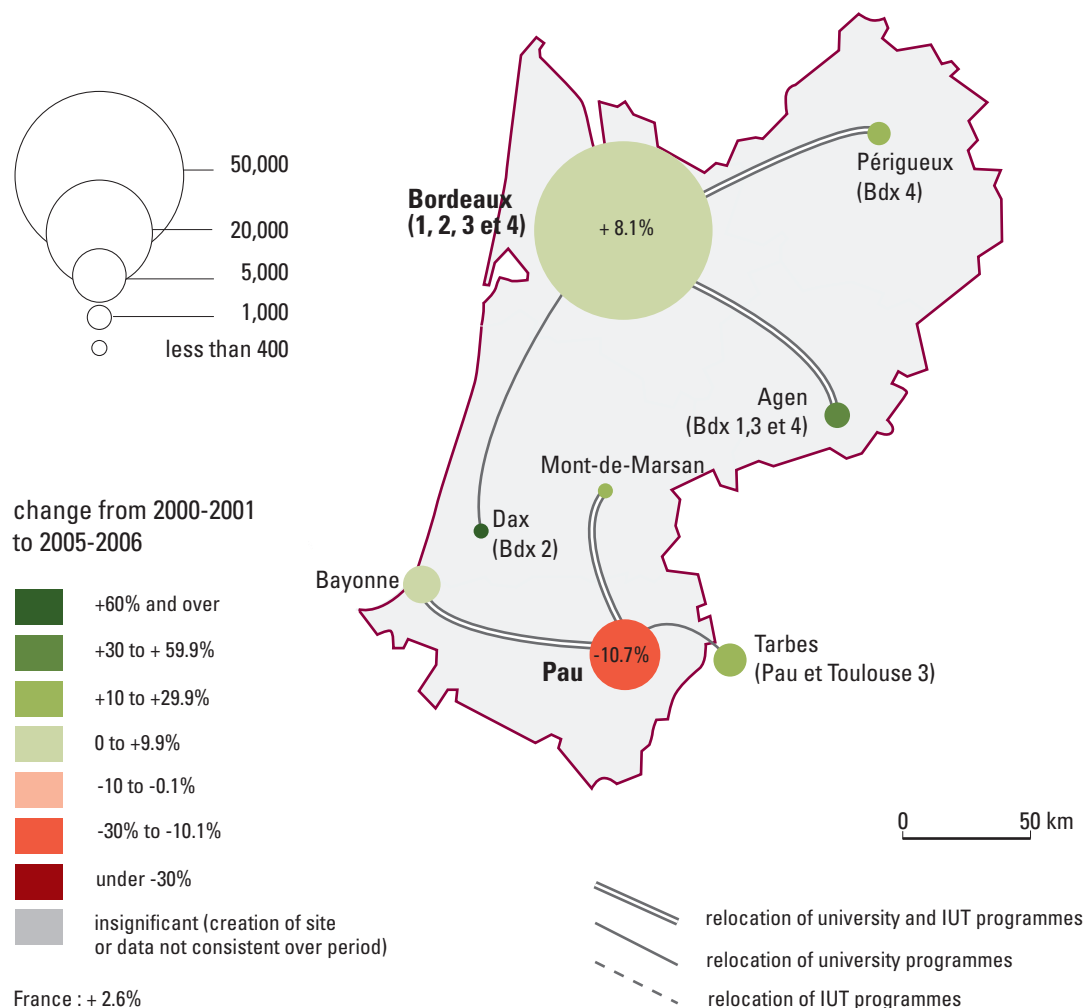 50,000
20,000
5,000
1,000
less than 400
Bordeaux
(1, 2, 3 et 4)
+ 8.1%
Périgueux
(Bdx 4)
Agen
(Bdx 1,3 et 4)
Mont-de-Marsan
Dax
(Bdx 2)
Bayonne
Pau
-10.7%
Tarbes
(Pau et Toulouse 3)
change from 2000-2001
to 2005-2006
+60% and over
+30 to + 59.9%
+10 to +29.9%
0 to +9.9%
-10 to -0.1%
-30% to -10.1%
under -30%
insignificant (creation of site
or data not consistent over period)
France : + 2.6%
0 50 km
relocation of university and IUT programmes
relocation of university programmes
relocation of IUT programmes